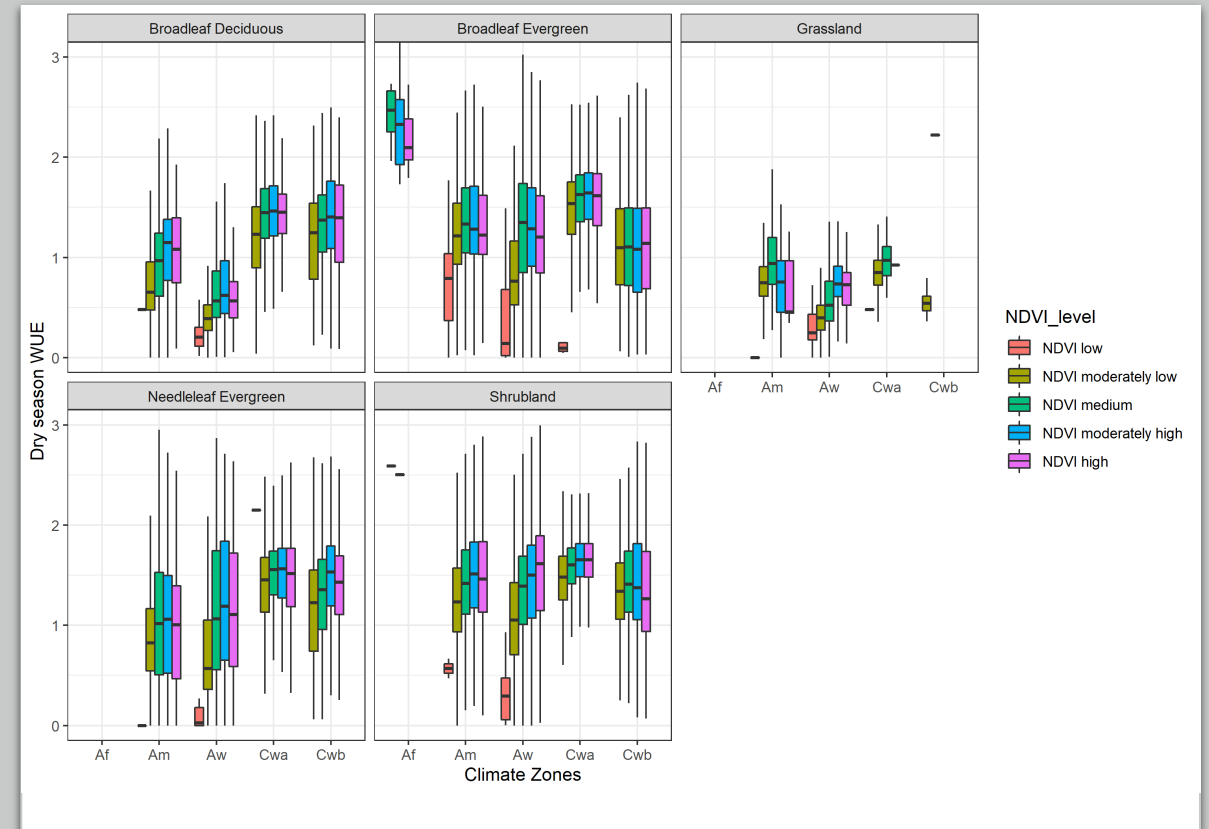 Broadleaf Deciduous
Broadleaf Evergreen
Grassland
3
2
1
0
Af Am Aw Cwa Cwb
Needleleaf Evergreen
Shrubland
3
2
1
0
Af Am Aw Cwa Cwb
Af Am Aw Cwa Cwb
Dry season WUE
Climate Zones
NDVI_level
NDVI low
NDVI moderately low
NDVI medium
NDVI moderately high
NDVI high